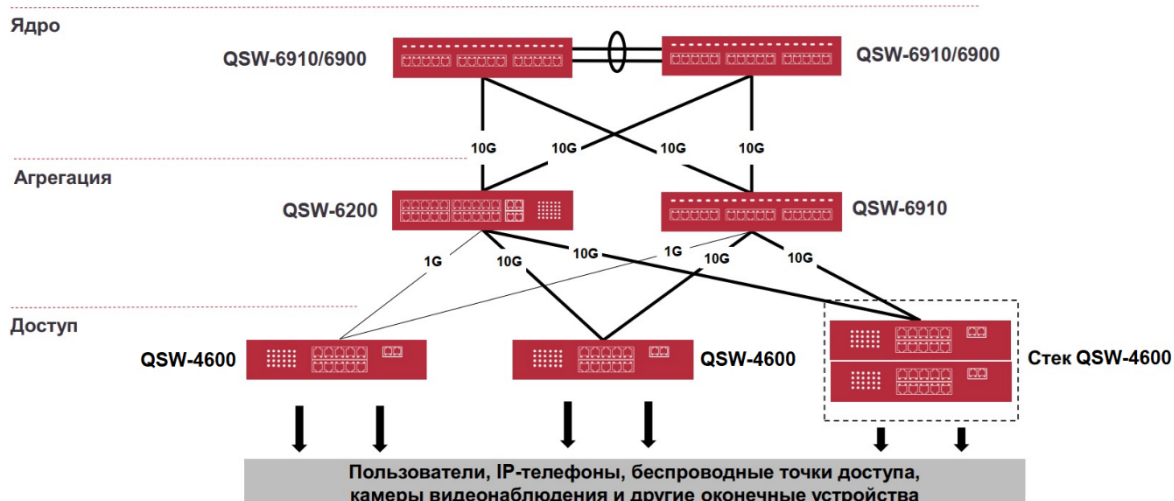 Ядро
QSW-6910/6900
QSW-6910/6900
10G
10G
10G
10G
Агрегация
QSW-6200
QSW-6910
1G
10G
10G
1G
10G
10G
Доступ
QSW-4600
QSW-4600
Стек QSW-4600
Пользователи, IP-телефоны, беспроводные точки доступа,
камеры видеонаблюдения и другие оконечные устройства